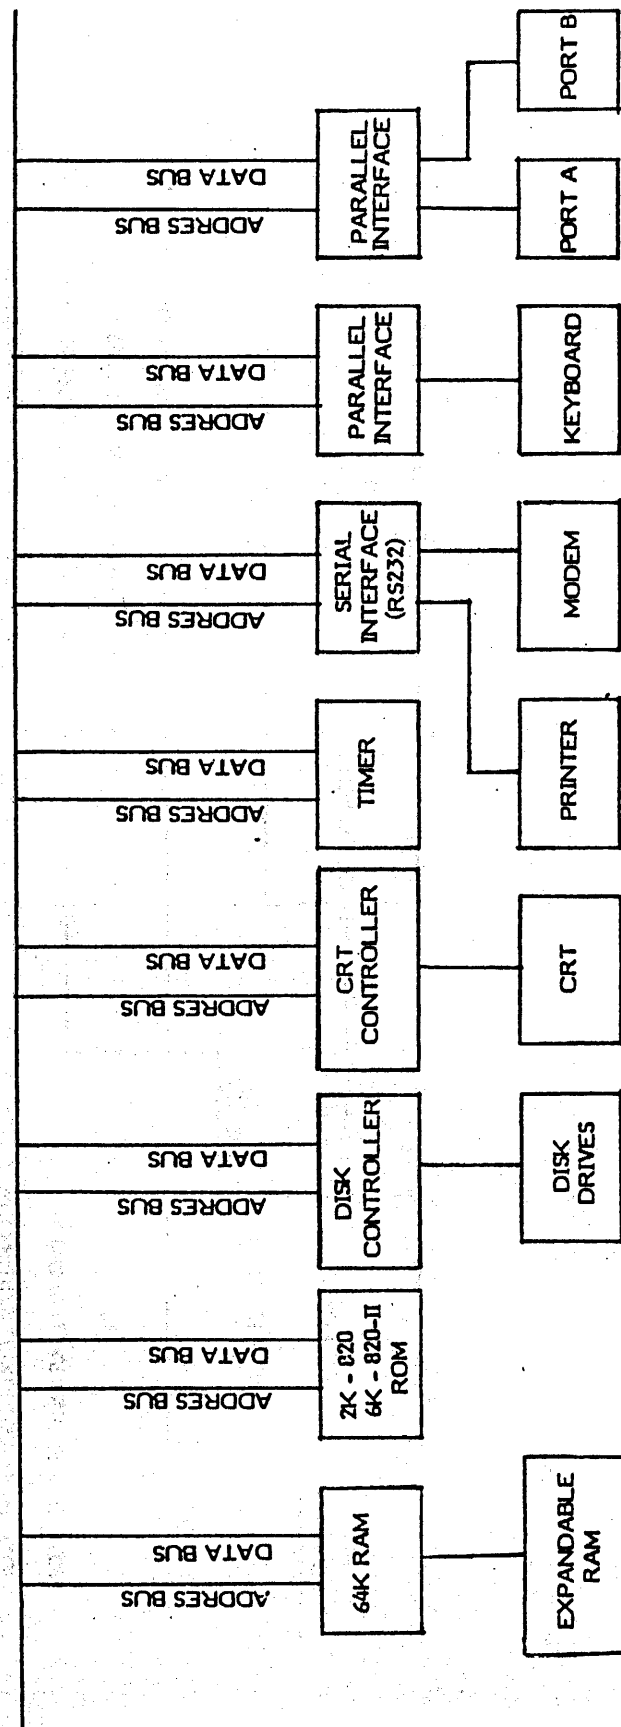 ADDRES BUS
DATA BUS
ADDRES BUS
DATA BUS
ADDRES BUS
DATA BUS
ADDRES BUS
DATA BUS
ADDRES BUS
DATA BUS
ADDRES BUS
DATA BUS
ADDRES BUS
DATA BUS
ADDRES BUS
DATA BUS
64K RAM
2K - 820
6K - 820-II
ROM
DISK
CONTROLLER
CRT
CONTROLLER
TIMER
SERIAL
INTERFACE
(RS232)
PARALLEL
INTERFACE
PARALLEL
INTERFACE
EXPANDABLE
RAM
DISK
DRIVES
CRT
PRINTER
MODEM
KEYBOARD
PORT A
PORT B